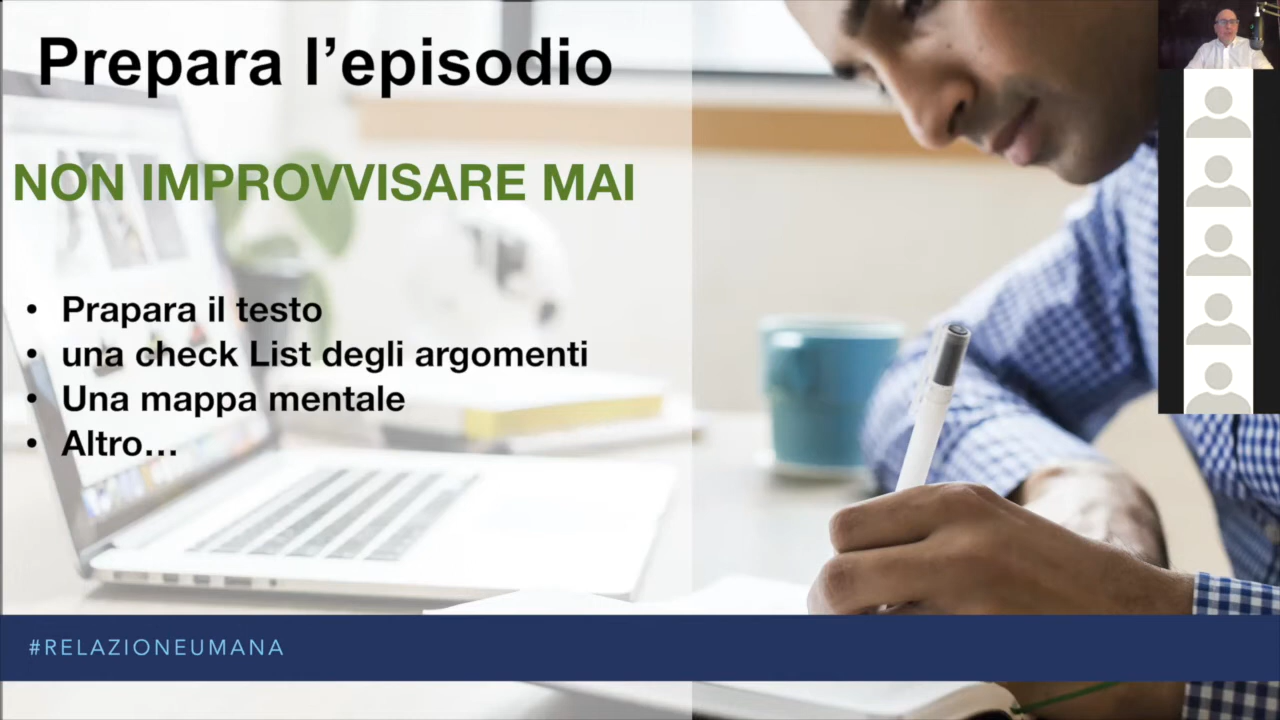 Prepara l’episodio
NON IMPROVVISARE MAI
• Prapara il testo
• una check List degli argomenti
• Una mappa mentale
• Altro…
#RELAZIONEUMANA